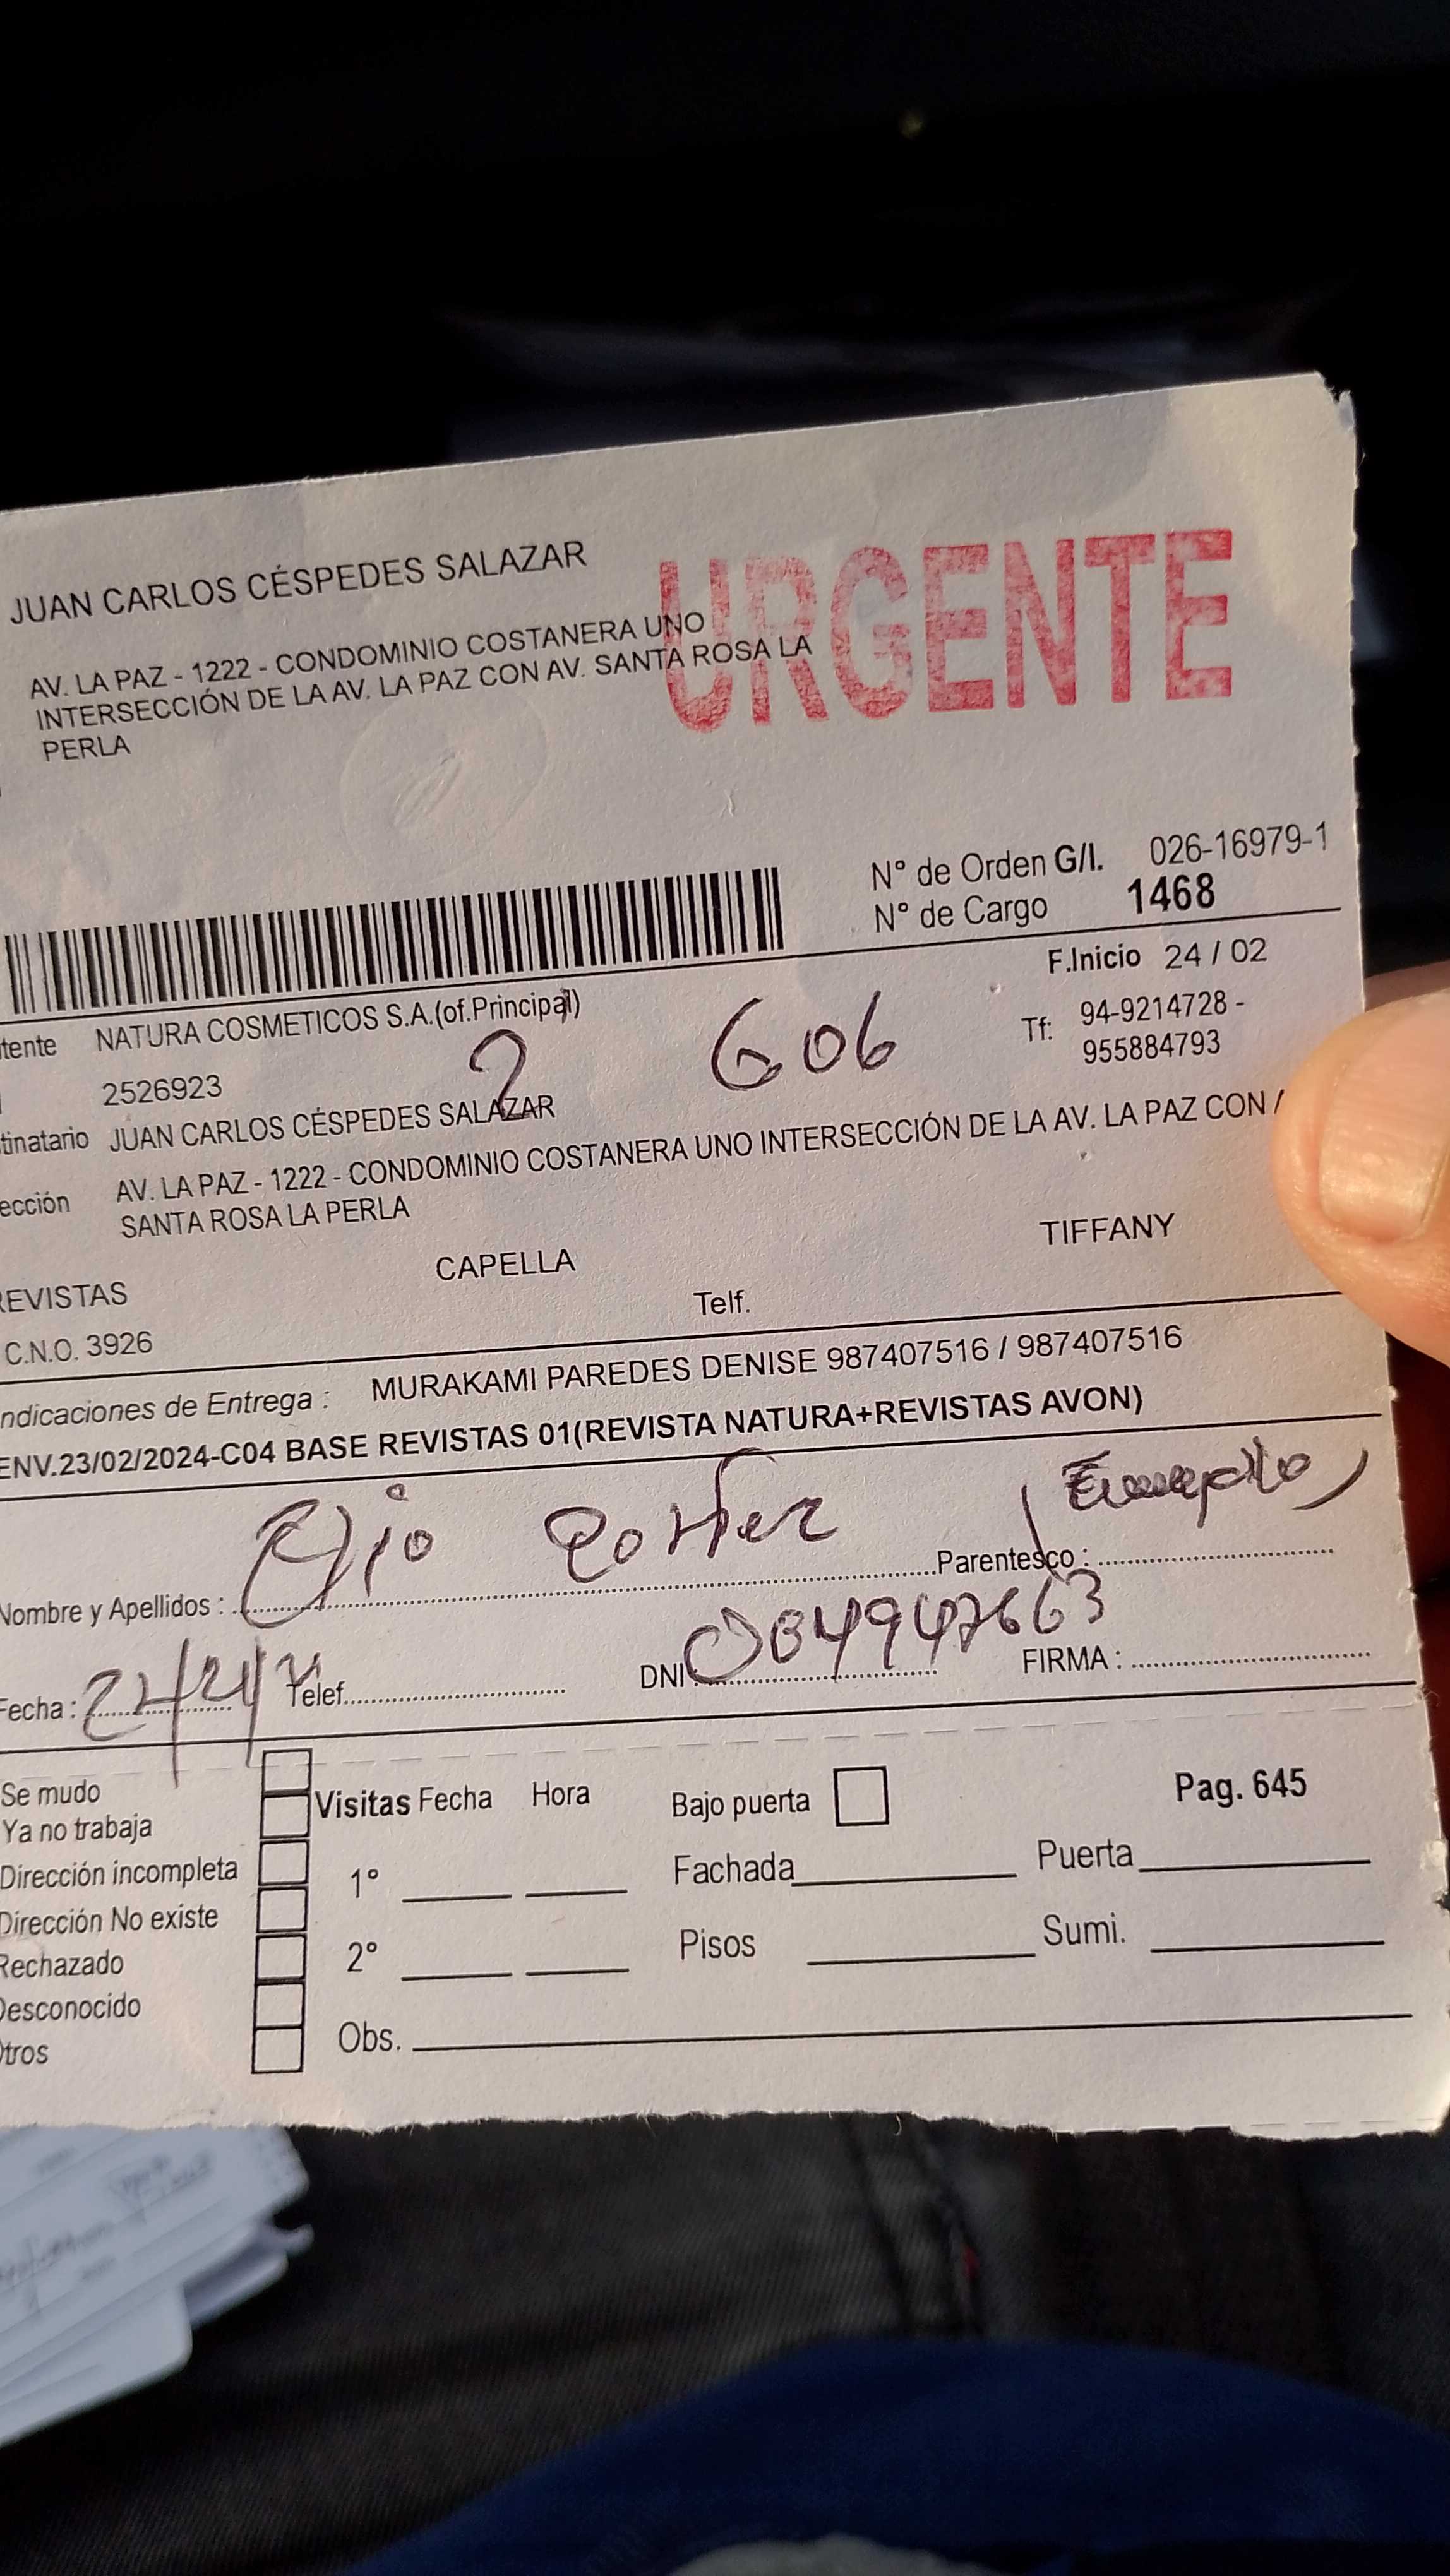 JUAN CARLOS CÉSPEDES SALAZAR
URGENTE
AV. LA PAZ - 1222 - CONDOMINIO COSTANERA UNO
INTERSECCIÓN DE LA AV. LA PAZ CON AV. SANTA ROSA LA
PERLA
N° de Orden G/I. 026-16979-1
N° de Cargo 1468
F.Inicio 24 / 02
tente NATURA COSMETICOS S.A.(of.Principal)
2 606
Tf: 94-9214728 -
955884793
2526923
tinatario JUAN CARLOS CÉSPEDES SALAZAR
ección AV. LA PAZ - 1222 - CONDOMINIO COSTANERA UNO INTERSECCIÓN DE LA AV. LA PAZ CON /
SANTA ROSA LA PERLA
REVISTAS CAPELLA TIFFANY
C.N.O. 3926 Telf.
ndicaciones de Entrega : MURAKAMI PAREDES DENISE 987407516 / 987407516
ENV.23/02/2024-C04 BASE REVISTAS 01(REVISTA NATURA+REVISTAS AVON)
Nombre y Apellidos : Parentesco :
Fecha : Telef. DNI 004947663 FIRMA :
Se mudo
Ya no trabaja
Dirección incompleta
Dirección No existe
Rechazado
Desconocido
Otros
Visitas Fecha Hora Bajo puerta Pag. 645
1° Fachada Puerta
2° Pisos Sumi.
Obs.